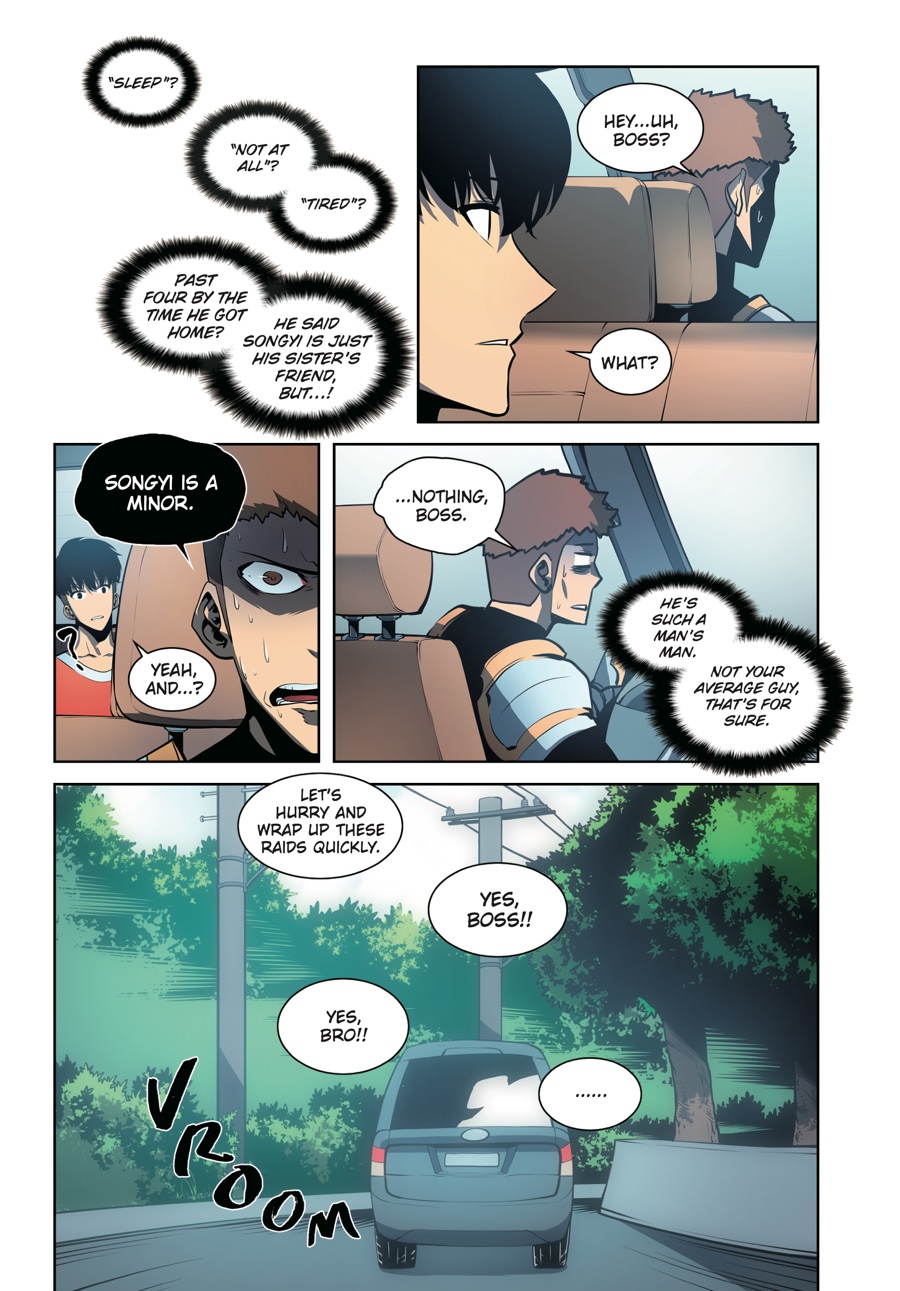 "SLEEP"?
"NOT AT
ALL"?
"TIRED"?
PAST
FOUR BY THE
TIME HE GOT
HOME?
HE SAID
SONGYI IS JUST
HIS SISTER'S
FRIEND,
BUT...!
HEY...UH,
BOSS?
WHAT?
SONGYI IS A
MINOR.
?
YEAH,
AND...?
...NOTHING,
BOSS.
HE'S
SUCH A
MAN'S
MAN.
NOT YOUR
AVERAGE GUY,
THAT'S FOR
SURE.
LET'S
HURRY AND
WRAP UP THESE
RAIDS QUICKLY.
YES,
BOSS!!
YES,
BRO!!
......
VROOM